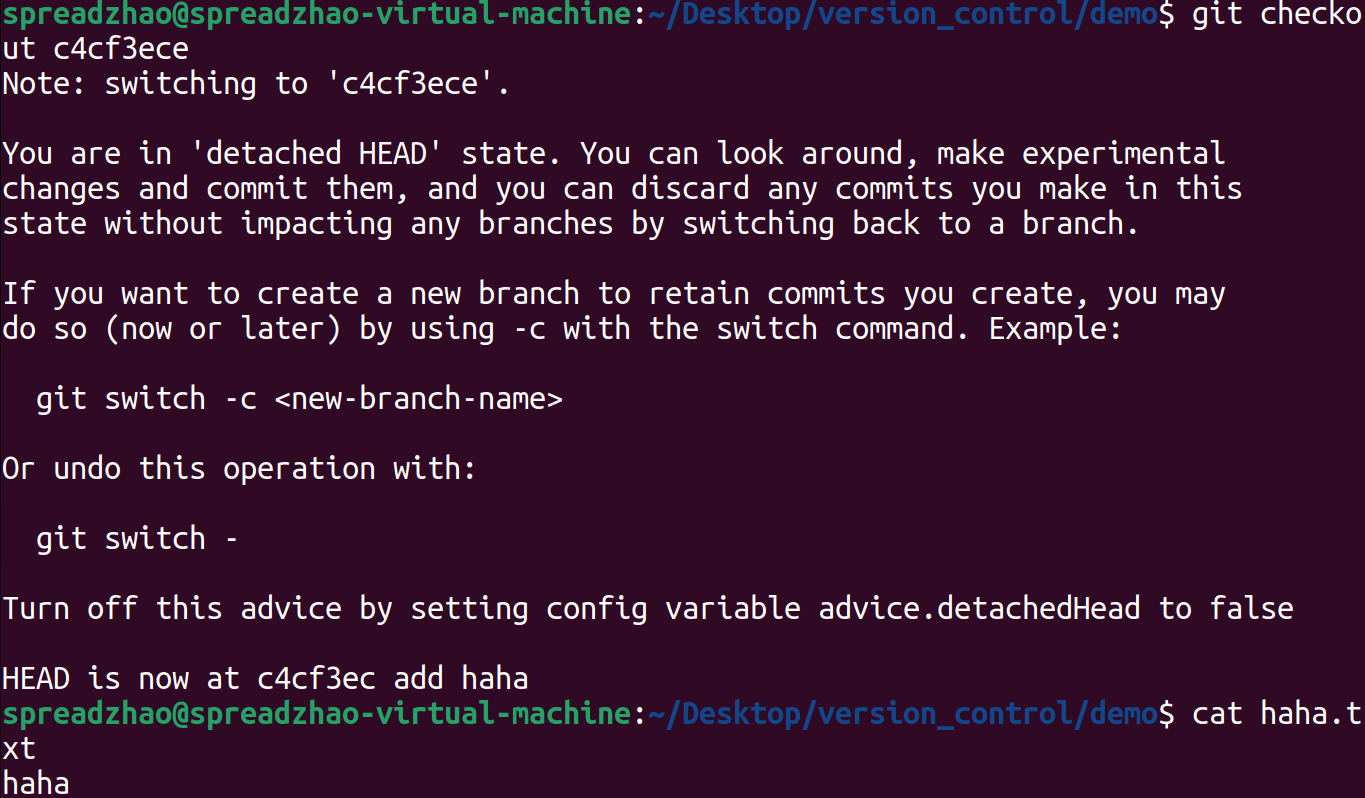 spreadzhao@spreadzhao-virtual-machine:~/Desktop/version_control/demo$ git checko
ut c4cf3ece
Note: switching to 'c4cf3ece'.

You are in 'detached HEAD' state. You can look around, make experimental
changes and commit them, and you can discard any commits you make in this
state without impacting any branches by switching back to a branch.

If you want to create a new branch to retain commits you create, you may
do so (now or later) by using -c with the switch command. Example:

  git switch -c <new-branch-name>

Or undo this operation with:

  git switch -

Turn off this advice by setting config variable advice.detachedHead to false

HEAD is now at c4cf3ec add haha
spreadzhao@spreadzhao-virtual-machine:~/Desktop/version_control/demo$ cat haha.t
xt
haha